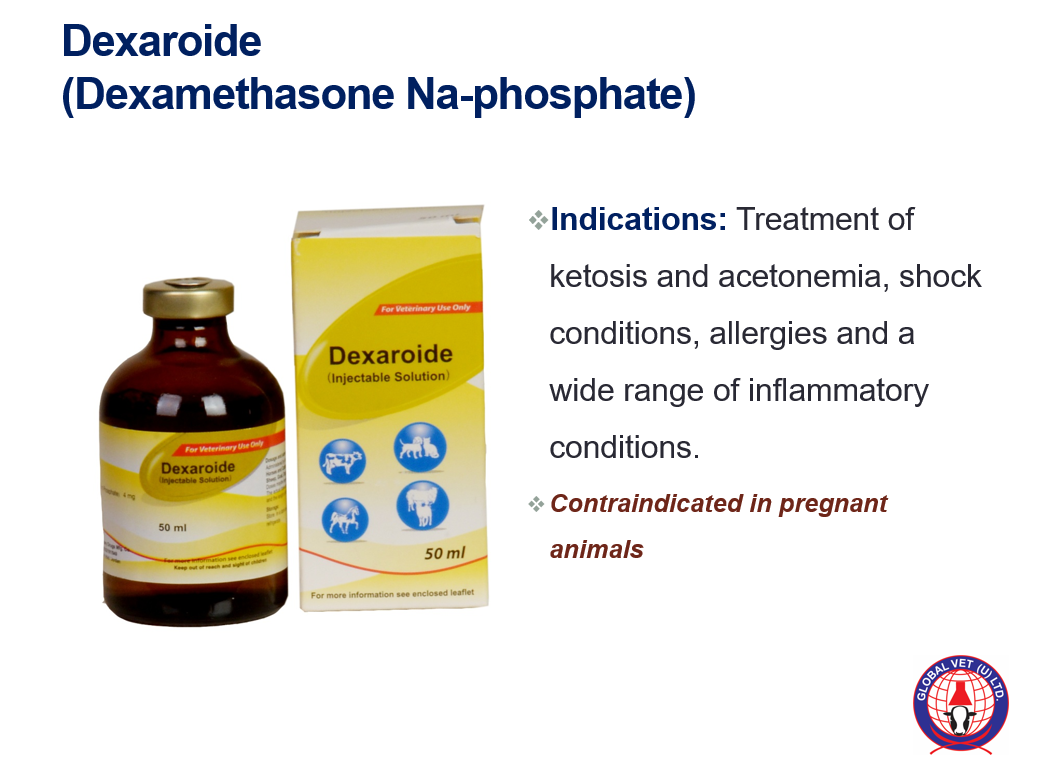 Dexaroide
(Dexamethasone Na-phosphate)
Indications: Treatment of
ketosis and acetonemia, shock
conditions, allergies and a
wide range of inflammatory
conditions.
Contraindicated in pregnant
animals
For Veterinary Use Only
Dexaroide
(Injectable Solution)
50 ml
For more information see enclosed leaflet
For Veterinary Use Only
Dexaroide
(Injectable Solution)
4 mg
50 ml
For more information see enclosed leaflet
Keep out of reach and sight of children
GLOBAL VET (U) LTD.